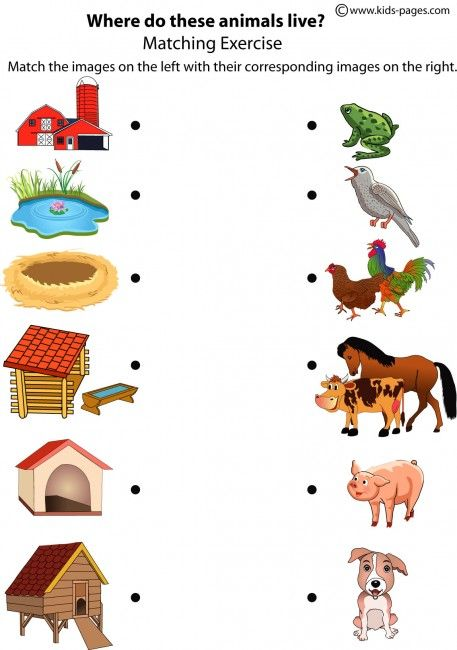 Where do these animals live?
© www.kids-pages.com
Matching Exercise
Match the images on the left with their corresponding images on the right.